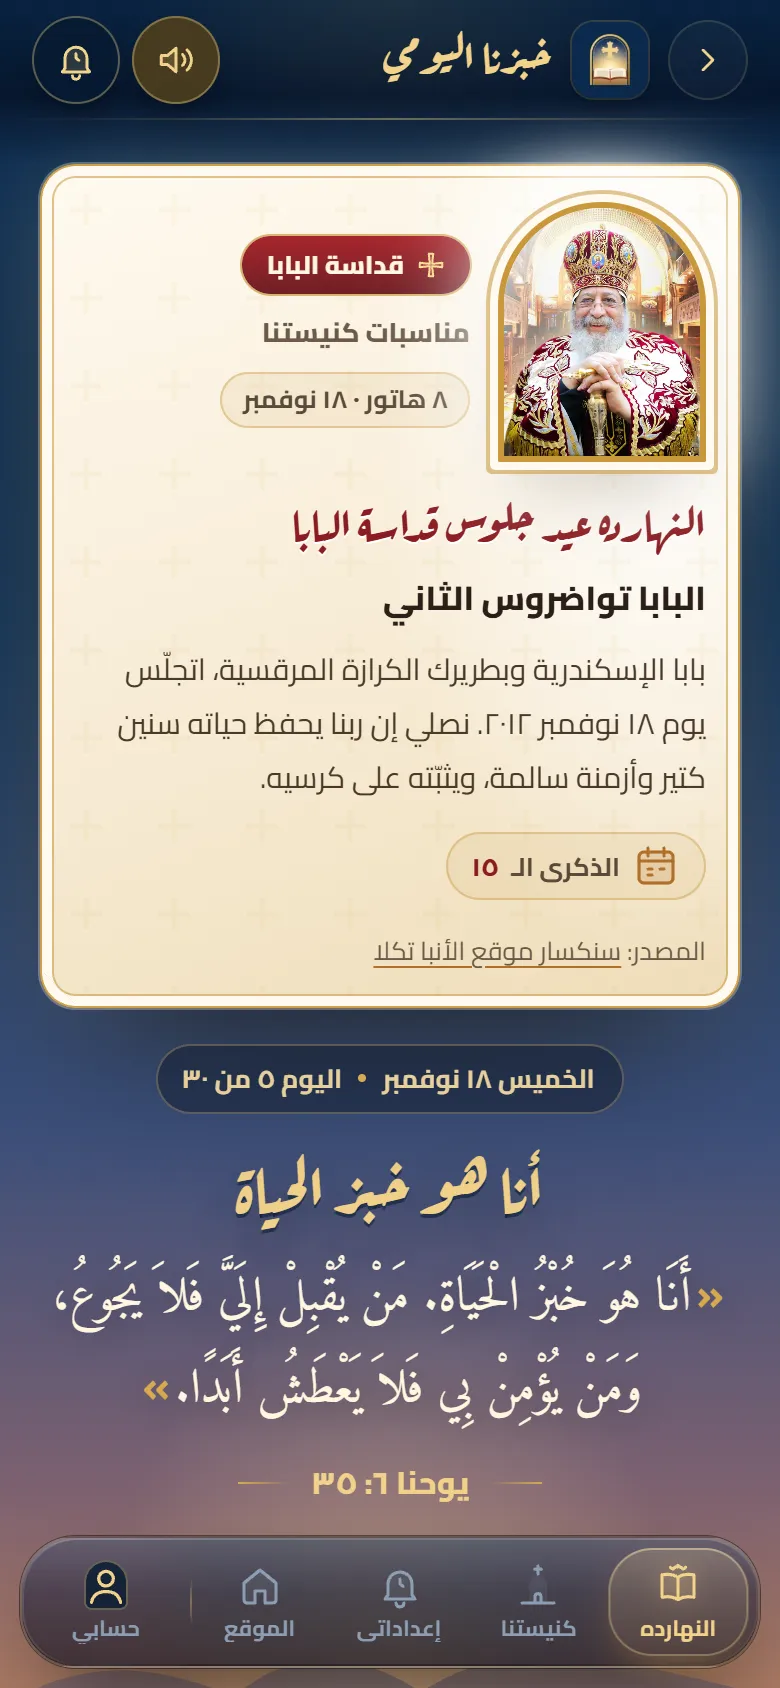 خبزنا اليومي
قداسة البابا
مناسبات كنيستنا
٨ هاتور · ١٨ نوفمبر
النهارده عيد جلوس قداسة البابا
البابا تواضروس الثاني
بابا الإسكندرية وبطريرك الكرازة المرقسية، اتجلّس
يوم ١٨ نوفمبر ٢٠١٢. نصلي إن ربنا يحفظ حياته سنين
كتير وأزمنة سالمة، ويثبّته على كرسيه.
الذكرى الـ ١٥
المصدر: سنكسار موقع الأنبا تكلا
الخميس ١٨ نوفمبر • اليوم ٥ من ٣٠
أنا هو خبز الحياة
«أَنَا هُوَ خُبْزُ الْحَيَاةِ. مَنْ يُقْبِلْ إِلَيَّ فَلاَ يَجُوعُ،
وَمَنْ يُؤْمِنْ بِي فَلاَ يَعْطَشُ أَبَدًا.»
يوحنا ٦: ٣٥
النهارده
كنيستنا
إعداداتى
الموقع
حسابي